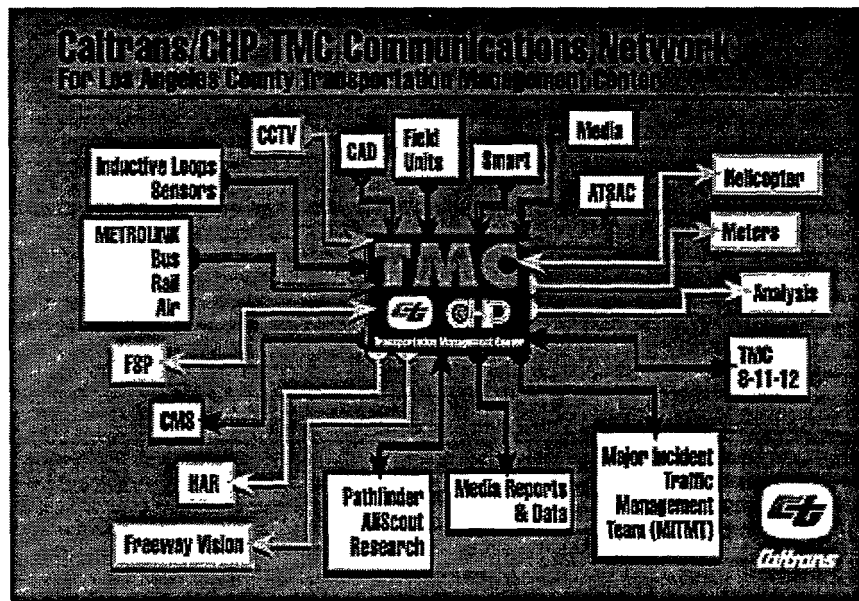 Caltrans/CHP TMC Communications Network
For Los Angeles County Transportation Management Center
CCTV
CAD
Field
Units
Smart
Media
Inductive Loops
Sensors
ATSAC
Helicopter
METROLINK
Bus
Rail
Air
Meters
TMC
Analysis
CT CHP
Transportation Management Center
FSP
TMC
8-11-12
CMS
HAR
Pathfinder
Research
Media Reports
& Data
Major Incident
Traffic
Management
Team (MITMT)
Freeway Vision
CT
Caltrans